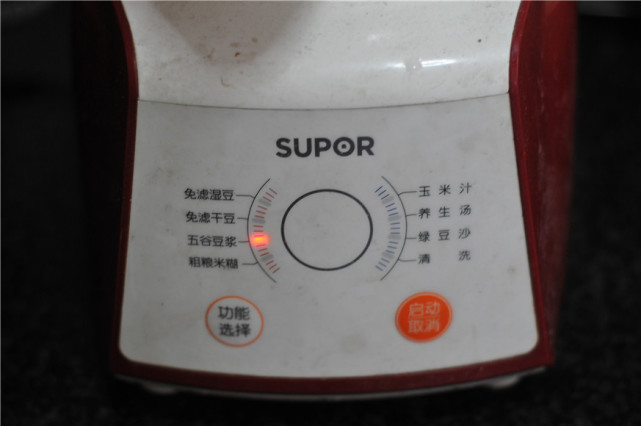 SUPOR
免滤湿豆
免滤干豆
五谷豆浆
粗粮米糊
玉米汁
养生汤
绿豆沙
清洗
功能
选择
启动
取消